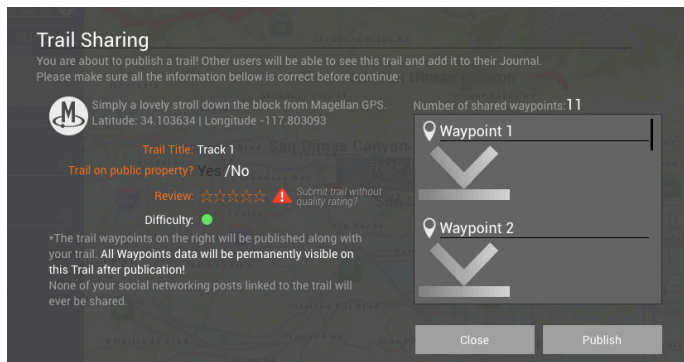 Trail Sharing
You are about to publish a trail! Other users will be able to see this trail
and add it to their Journal.
Please make sure all the information bellow is correct before continue:
Simply a lovely stroll down the block from Magellan GPS.
Latitude: 34.103634 | Longitude -117.803093
Trail Title: Track 1
Trail on public property? Yes /No
Review: ☆☆☆☆☆ Submit trail without
quality rating?
Difficulty:
*The trail waypoints on the right will be published along with
your trail. All Waypoints data will be permanently visible on
this Trail after publication!
None of your social networking posts linked to the trail will
ever be shared.
Number of shared waypoints:11
Waypoint 1
Waypoint 2
San Dimas Canyon
Dimas Canyon
Track
Close
Publish